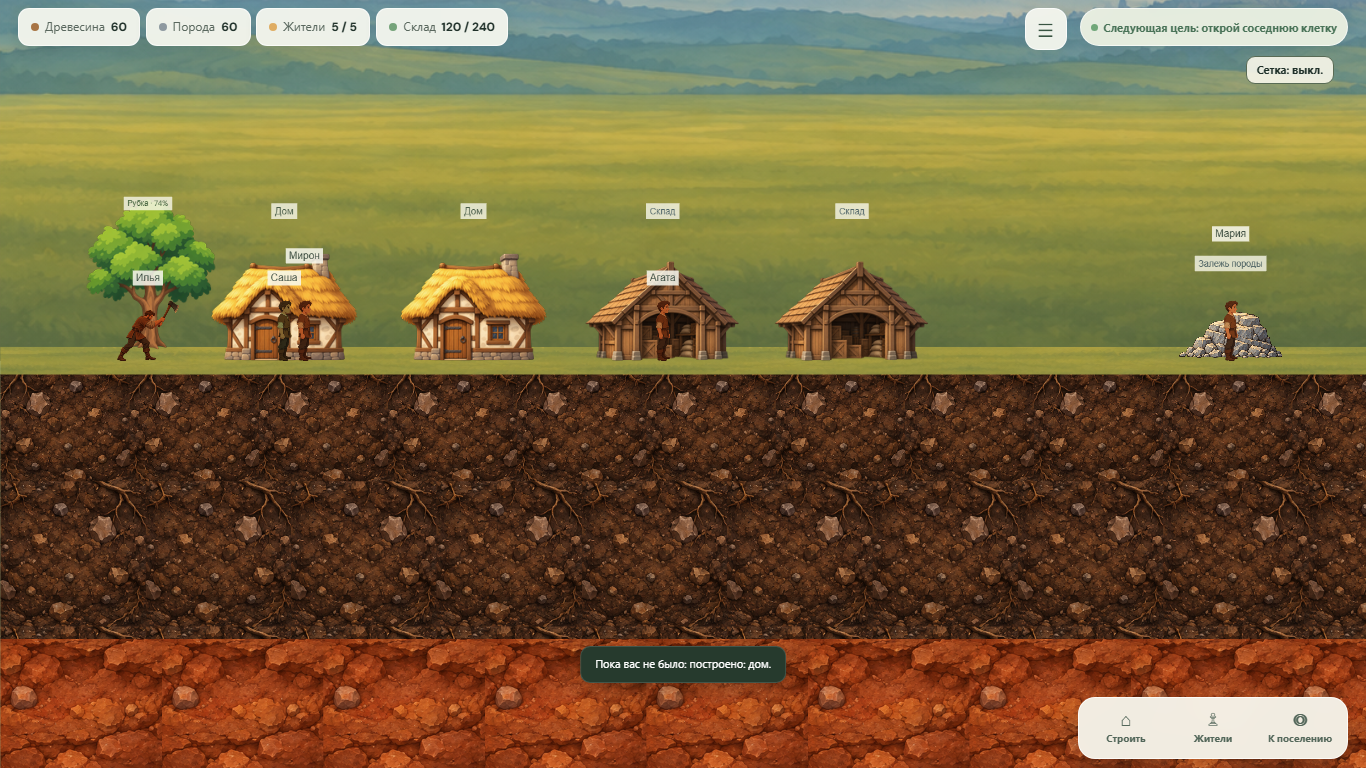 Древесина 60
Порода 60
Жители 5 / 5
Склад 120 / 240
Следующая цель: открой соседнюю клетку
Сетка: выкл.
Рубка · 74%
Дом
Дом
Склад
Склад
Мария
Мирон
Залежь породы
Илья
Саша
Агата
Пока вас не было: построено: дом.
Строить
Жители
К поселению